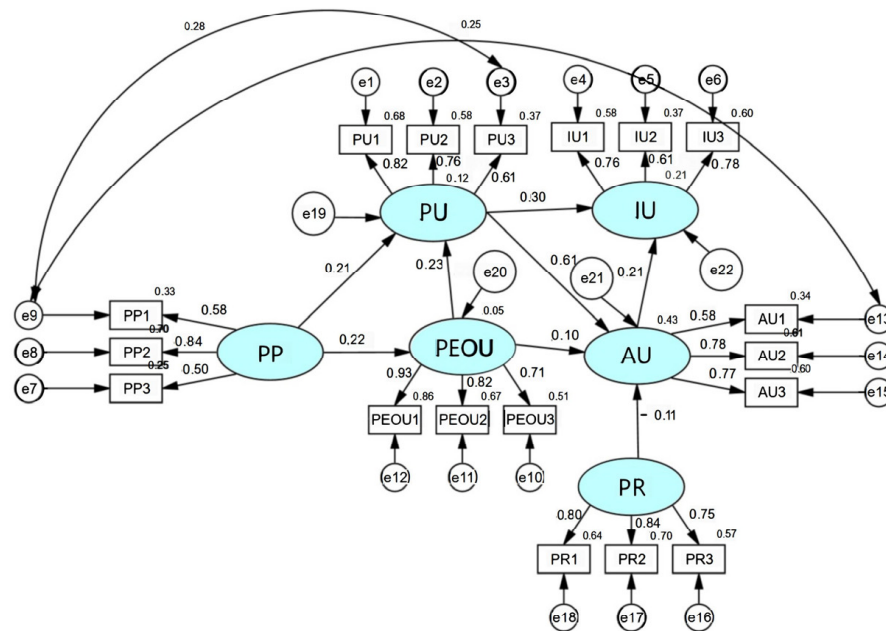 0.28
0.25
e1
e2
e3
e4
e5
e6
0.68
0.58
0.37
0.58
0.37
0.60
PU1
PU2
PU3
IU1
IU2
IU3
0.82
0.76
0.61
0.76
0.61
0.78
0.12
0.21
e19
PU
0.30
IU
0.21
0.23
e20
0.61
e21
0.21
e22
e9
PP1
0.33
0.58
e8
PP2
0.70
0.84
e7
PP3
0.25
0.50
PP
0.22
PEOU
0.05
0.10
AU
0.43
0.58
AU1
0.34
e13
0.78
AU2
0.61
e14
0.77
AU3
0.60
e15
0.93
0.82
0.71
0.86
0.67
0.51
PEOU1
PEOU2
PEOU3
e12
e11
e10
- 0.11
PR
0.80
0.84
0.75
0.64
0.70
0.57
PR1
PR2
PR3
e18
e17
e16